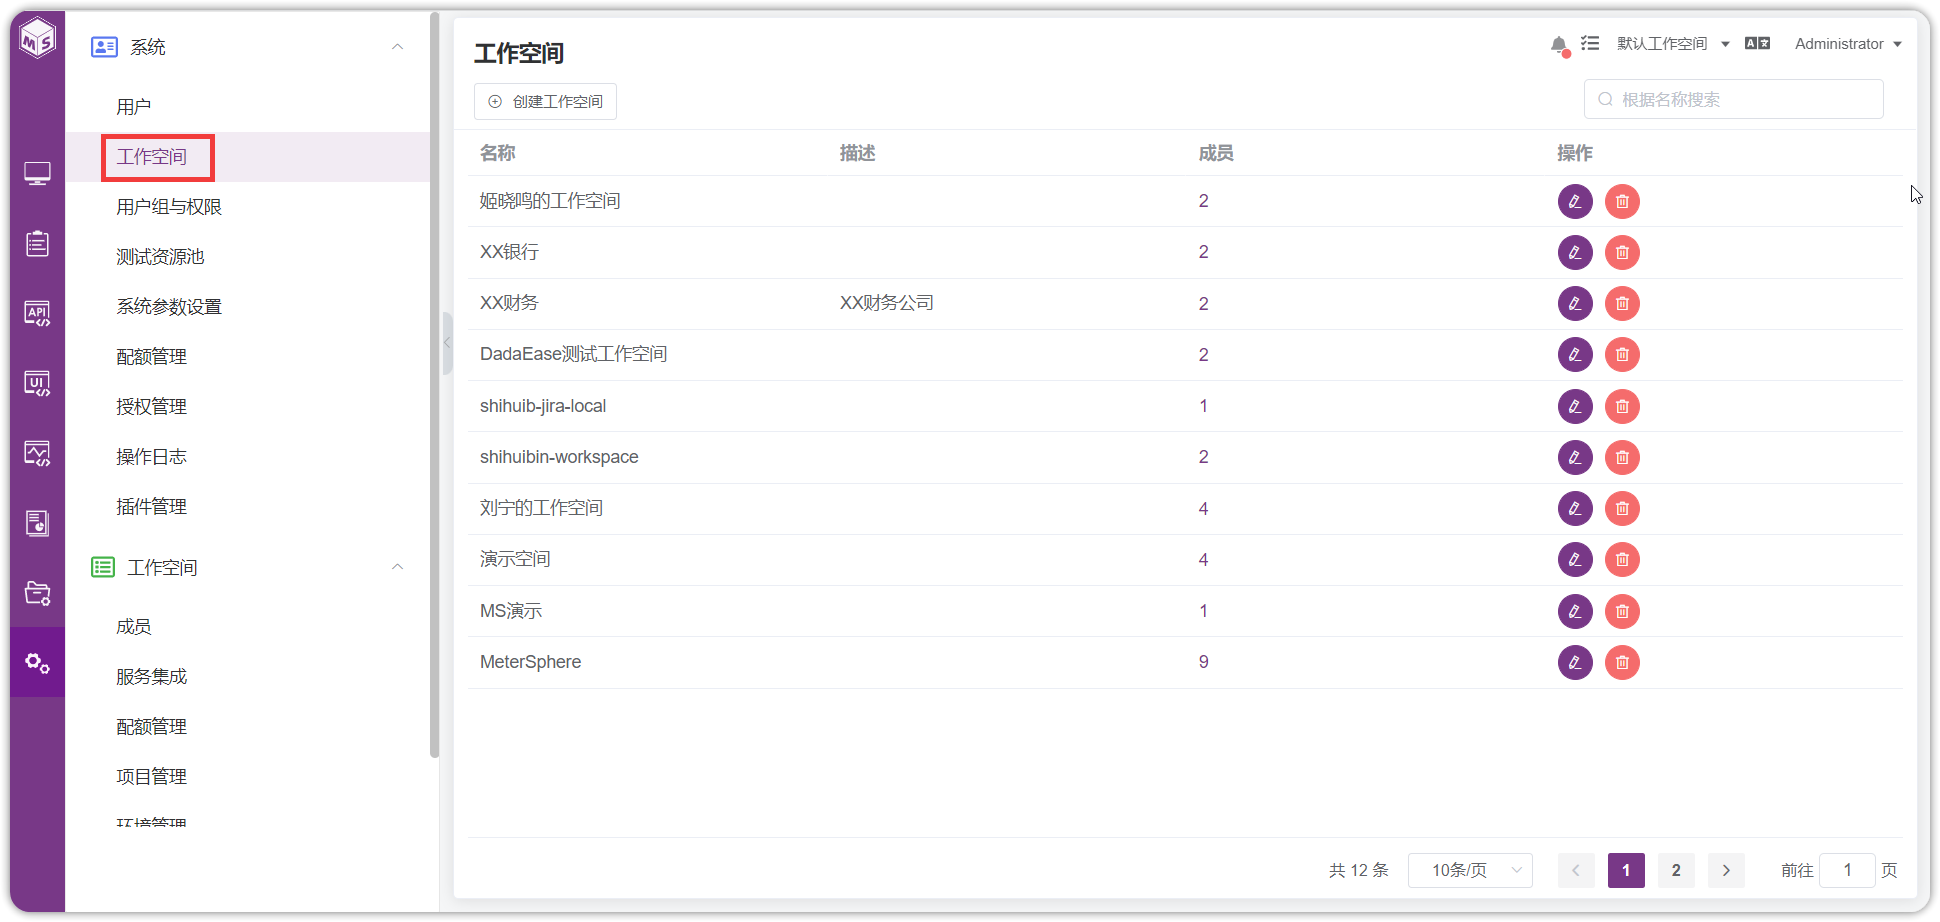 MS
系统
用户
工作空间
用户组与权限
测试资源池
系统参数设置
配额管理
授权管理
操作日志
插件管理
工作空间
成员
服务集成
配额管理
项目管理
环境管理
API
UI
工作空间
默认工作空间
Administrator
创建工作空间
根据名称搜索
名称 描述 成员 操作
姬晓鸣的工作空间 2
XX银行 2
XX财务 XX财务公司 2
DadaEase测试工作空间 2
shihuib-jira-local 1
shihuibin-workspace 2
刘宁的工作空间 4
演示空间 4
MS演示 1
MeterSphere 9
共 12 条 10条/页 1 2 前往 1 页